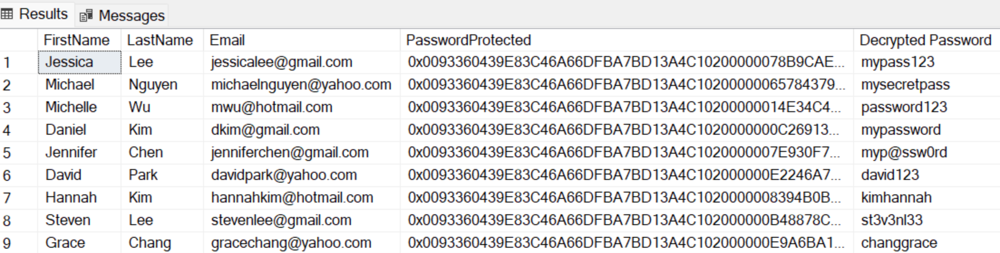 Results Messages
FirstName LastName Email PasswordProtected Decrypted Password
1 Jessica Lee jessicalee@gmail.com 0x0093360439E83C46A66DFBA7BD13A4C10200000078B9CAE... mypass123
2 Michael Nguyen michaelnguyen@yahoo.com 0x0093360439E83C46A66DFBA7BD13A4C10200000065784379... mysecretpass
3 Michelle Wu mwu@hotmail.com 0x0093360439E83C46A66DFBA7BD13A4C10200000014E34C4... password123
4 Daniel Kim dkim@gmail.com 0x0093360439E83C46A66DFBA7BD13A4C1020000000C26913... mypassword
5 Jennifer Chen jenniferchen@gmail.com 0x0093360439E83C46A66DFBA7BD13A4C1020000007E930F7... myp@ssw0rd
6 David Park davidpark@yahoo.com 0x0093360439E83C46A66DFBA7BD13A4C102000000E2246A7... david123
7 Hannah Kim hannahkim@hotmail.com 0x0093360439E83C46A66DFBA7BD13A4C1020000008394B0B... kimhannah
8 Steven Lee stevenlee@gmail.com 0x0093360439E83C46A66DFBA7BD13A4C102000000B48878C... st3v3nl33
9 Grace Chang gracechang@yahoo.com 0x0093360439E83C46A66DFBA7BD13A4C102000000E9A6BA1... changgrace